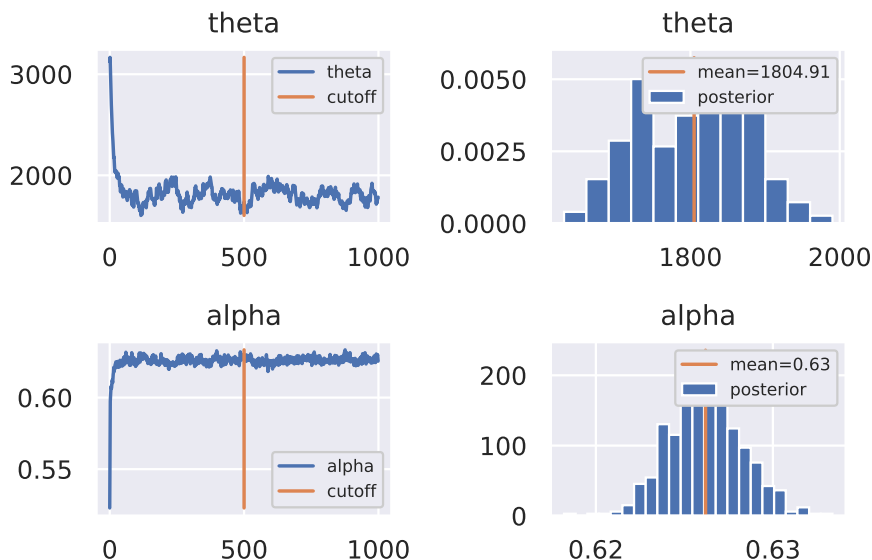 theta
3000
2000
0
500
1000
theta
cutoff
theta
0.0050
0.0025
0.0000
1800
2000
mean=1804.91
posterior
alpha
0.60
0.55
0
500
1000
alpha
cutoff
alpha
200
100
0
0.62
0.63
mean=0.63
posterior